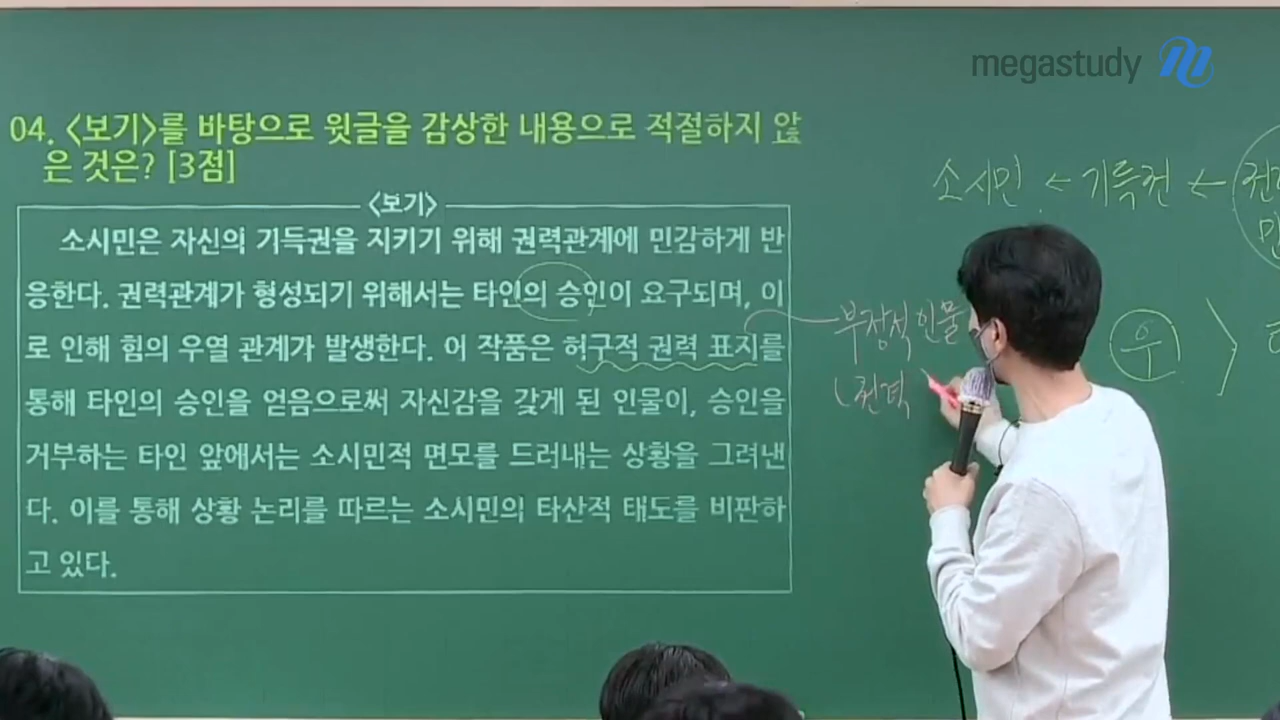 megastudy
04. <보기>를 바탕으로 윗글을 감상한 내용으로 적절하지 않
은 것은? [3점]
<보기>
소시민은 자신의 기득권을 지키기 위해 권력관계에 민감하게 반
응한다. 권력관계가 형성되기 위해서는 타인의 승인이 요구되며, 이
로 인해 힘의 우열 관계가 발생한다. 이 작품은 허구적 권력 표지를
통해 타인의 승인을 얻음으로써 자신감을 갖게 된 인물이, 승인을
거부하는 타인 앞에서는 소시민적 면모를 드러내는 상황을 그려낸
다. 이를 통해 상황 논리를 따르는 소시민의 타산적 태도를 비판하
고 있다.
소시민 ← 기득권 ←
부정적 인물
우 >